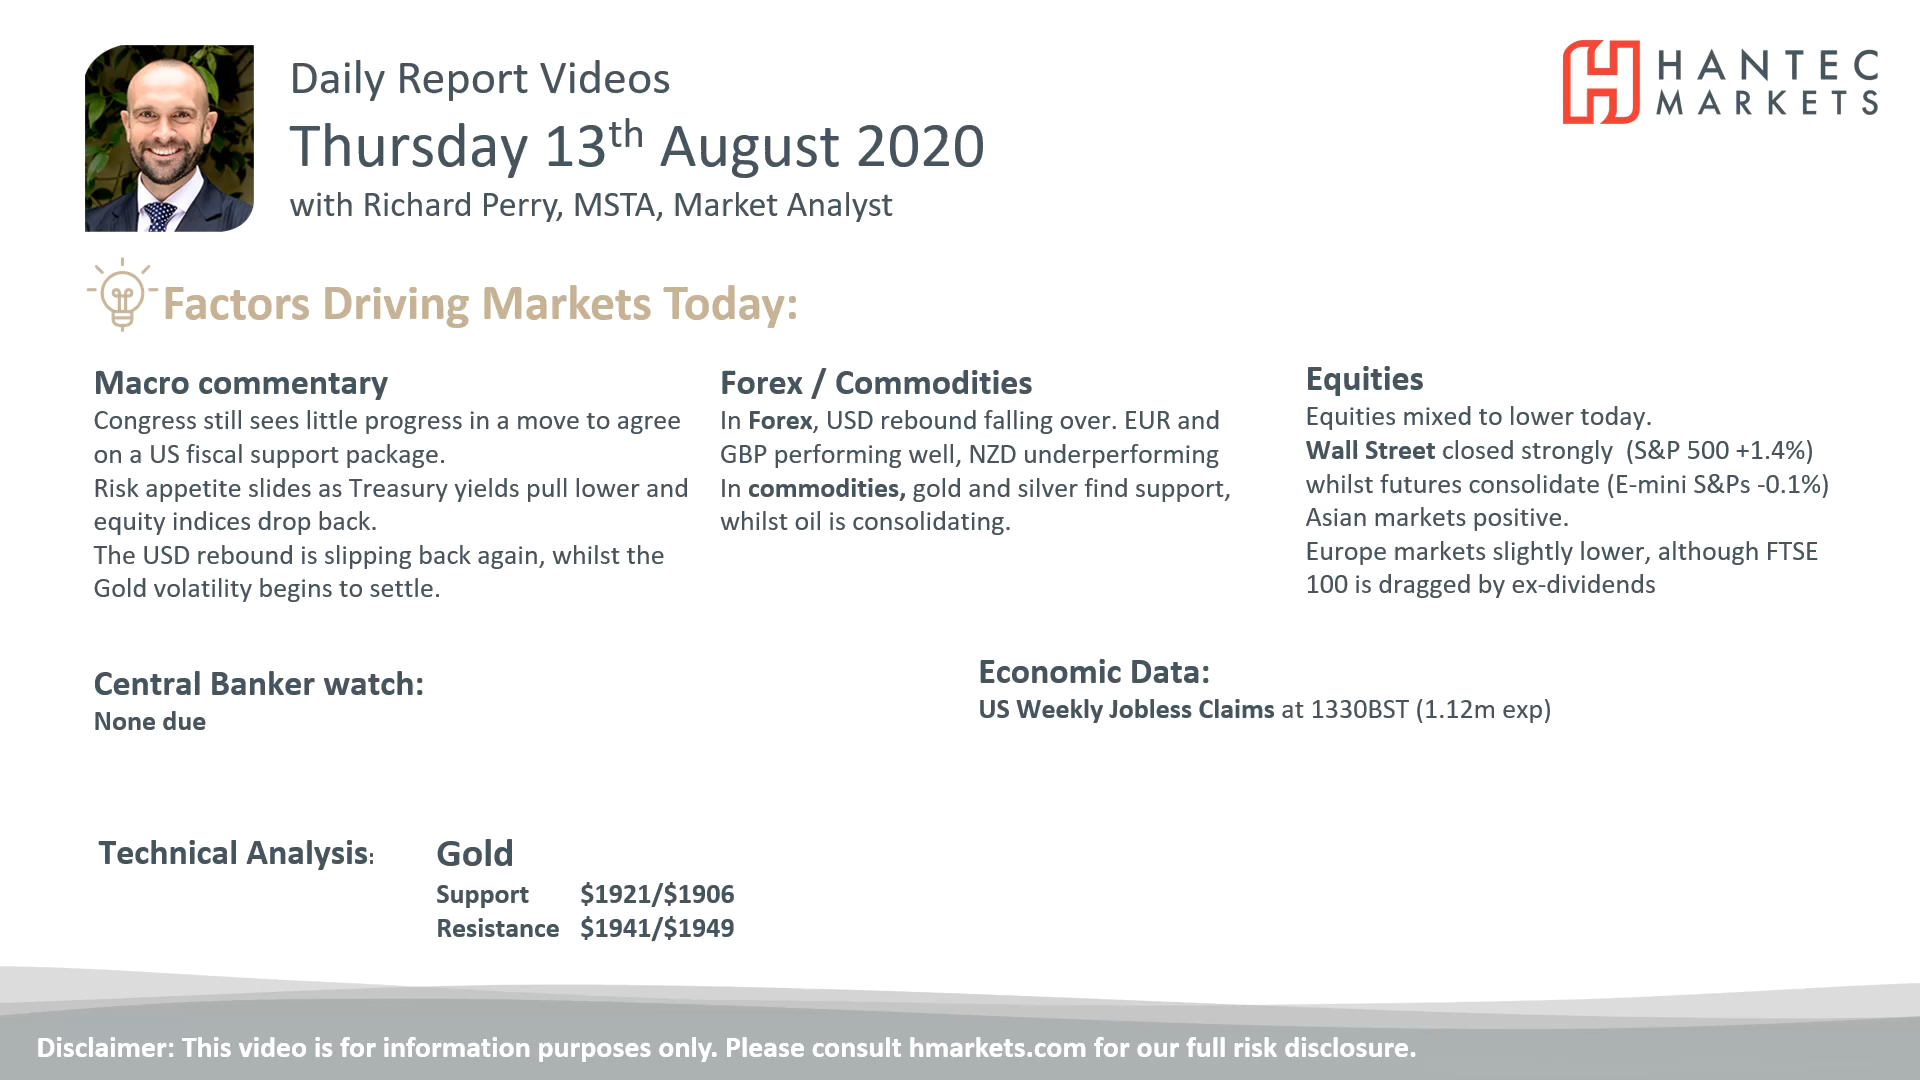 Daily Report Videos
Thursday 13th August 2020
with Richard Perry, MSTA, Market Analyst
HANTEC
MARKETS
Factors Driving Markets Today:
Macro commentary
Congress still sees little progress in a move to agree
on a US fiscal support package.
Risk appetite slides as Treasury yields pull lower and
equity indices drop back.
The USD rebound is slipping back again, whilst the
Gold volatility begins to settle.
Forex / Commodities
In Forex, USD rebound falling over. EUR and
GBP performing well, NZD underperforming
In commodities, gold and silver find support,
whilst oil is consolidating.
Equities
Equities mixed to lower today.
Wall Street closed strongly (S&P 500 +1.4%)
whilst futures consolidate (E-mini S&Ps -0.1%)
Asian markets positive.
Europe markets slightly lower, although FTSE
100 is dragged by ex-dividends
Central Banker watch:
None due
Economic Data:
US Weekly Jobless Claims at 1330BST (1.12m exp)
Technical Analysis:
Gold
Support $1921/$1906
Resistance $1941/$1949
Disclaimer: This video is for information purposes only. Please consult hmarkets.com for our full risk disclosure.